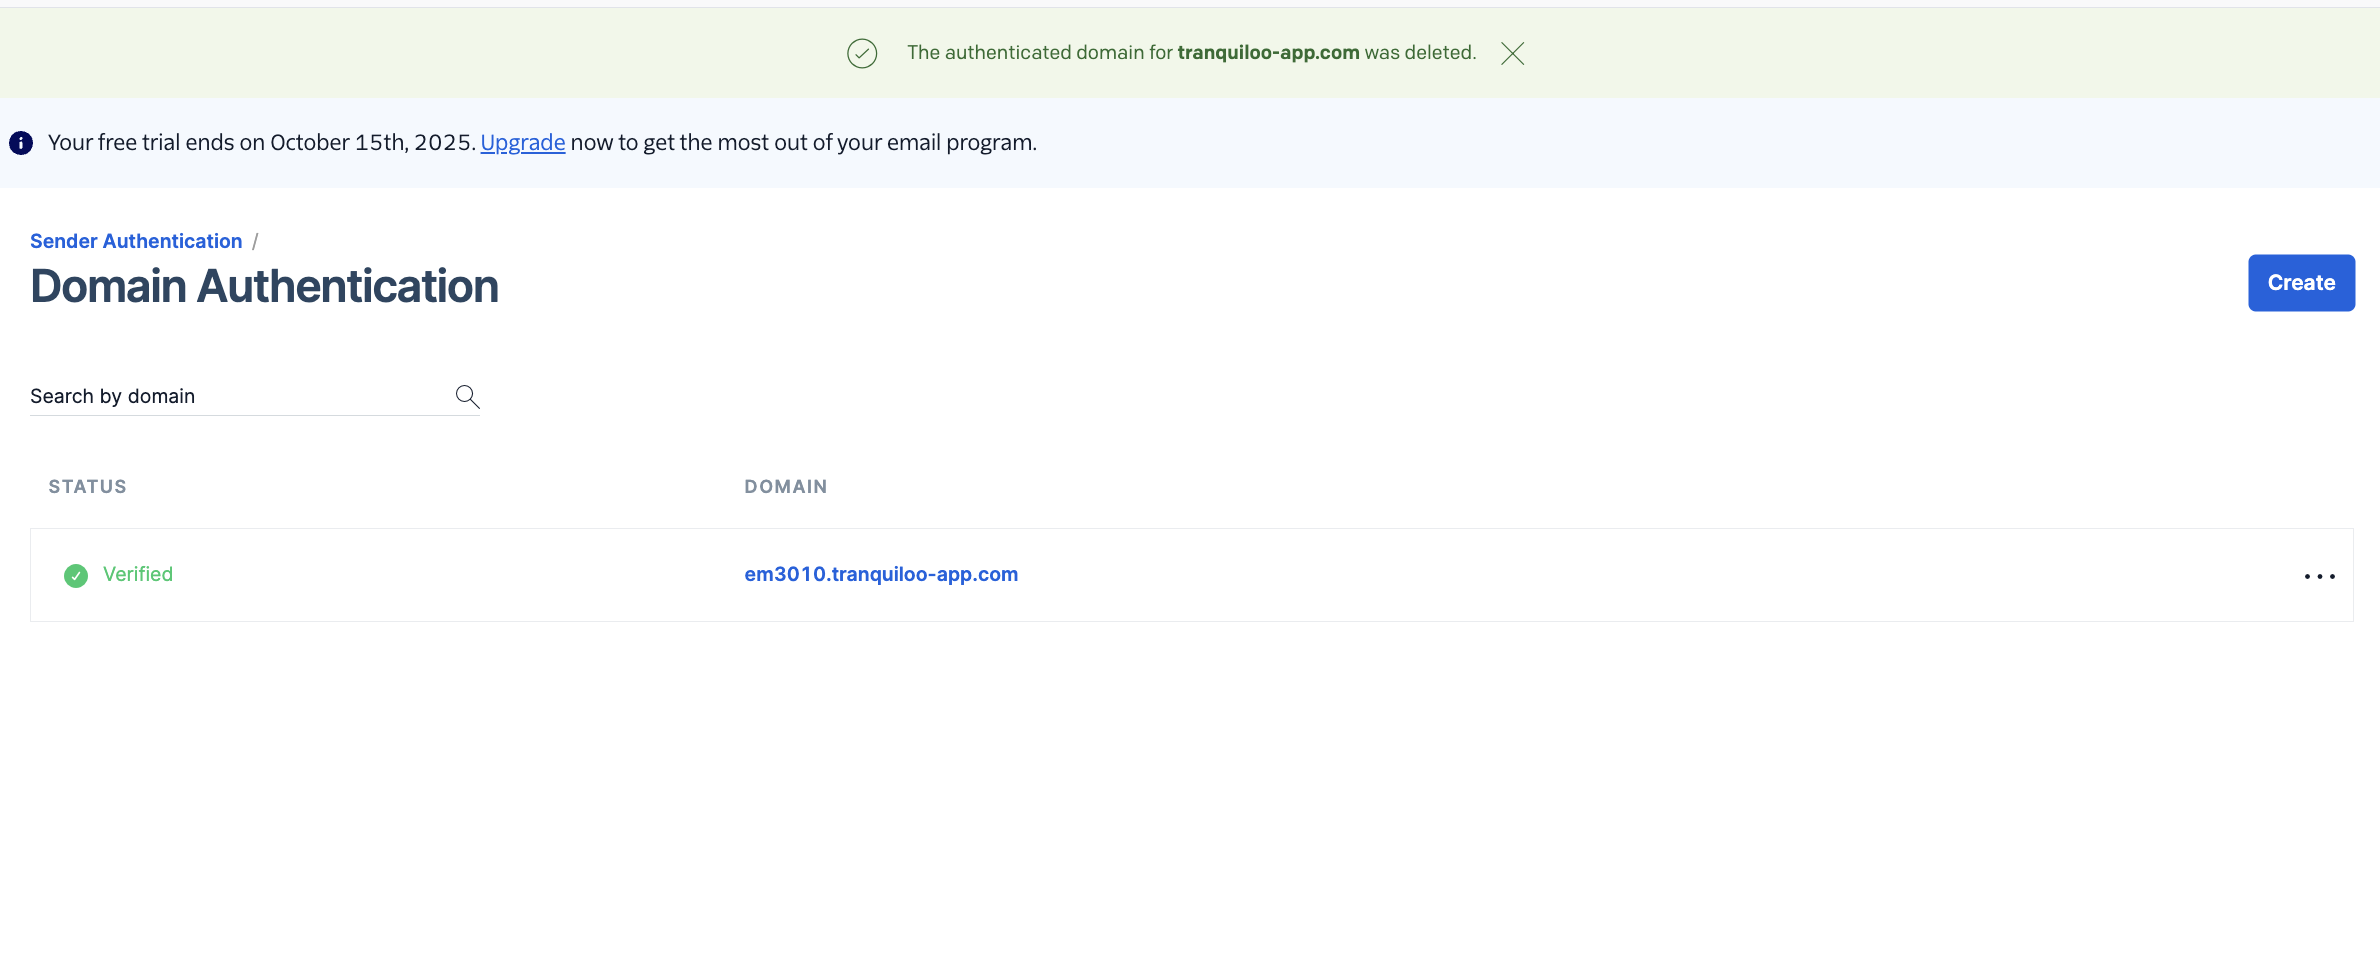 The authenticated domain for tranquiloo-app.com was deleted.
Your free trial ends on October 15th, 2025. Upgrade now to get the most out of your email program.
Sender Authentication /
Domain Authentication
Create
Search by domain
STATUS DOMAIN
Verified em3010.tranquiloo-app.com